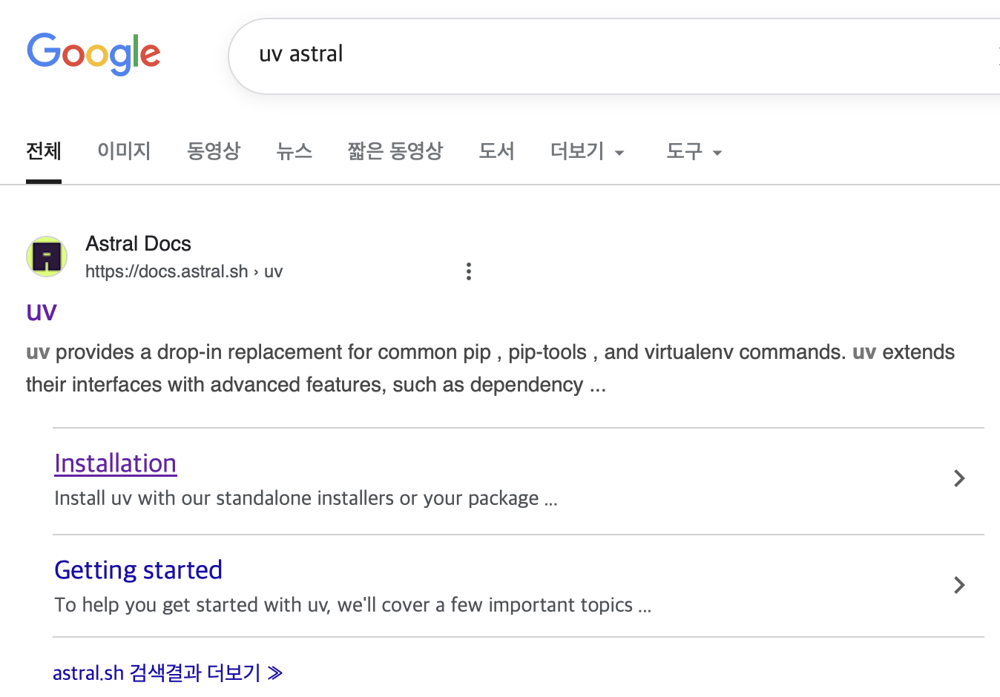 Google
uv astral
전체 이미지 동영상 뉴스 짧은 동영상 도서 더보기 도구
Astral Docs
https://docs.astral.sh › uv
uv
uv provides a drop-in replacement for common pip , pip-tools , and virtualenv commands. uv extends
their interfaces with advanced features, such as dependency ...
Installation
Install uv with our standalone installers or your package ...
Getting started
To help you get started with uv, we'll cover a few important topics ...
astral.sh 검색결과 더보기 ≫